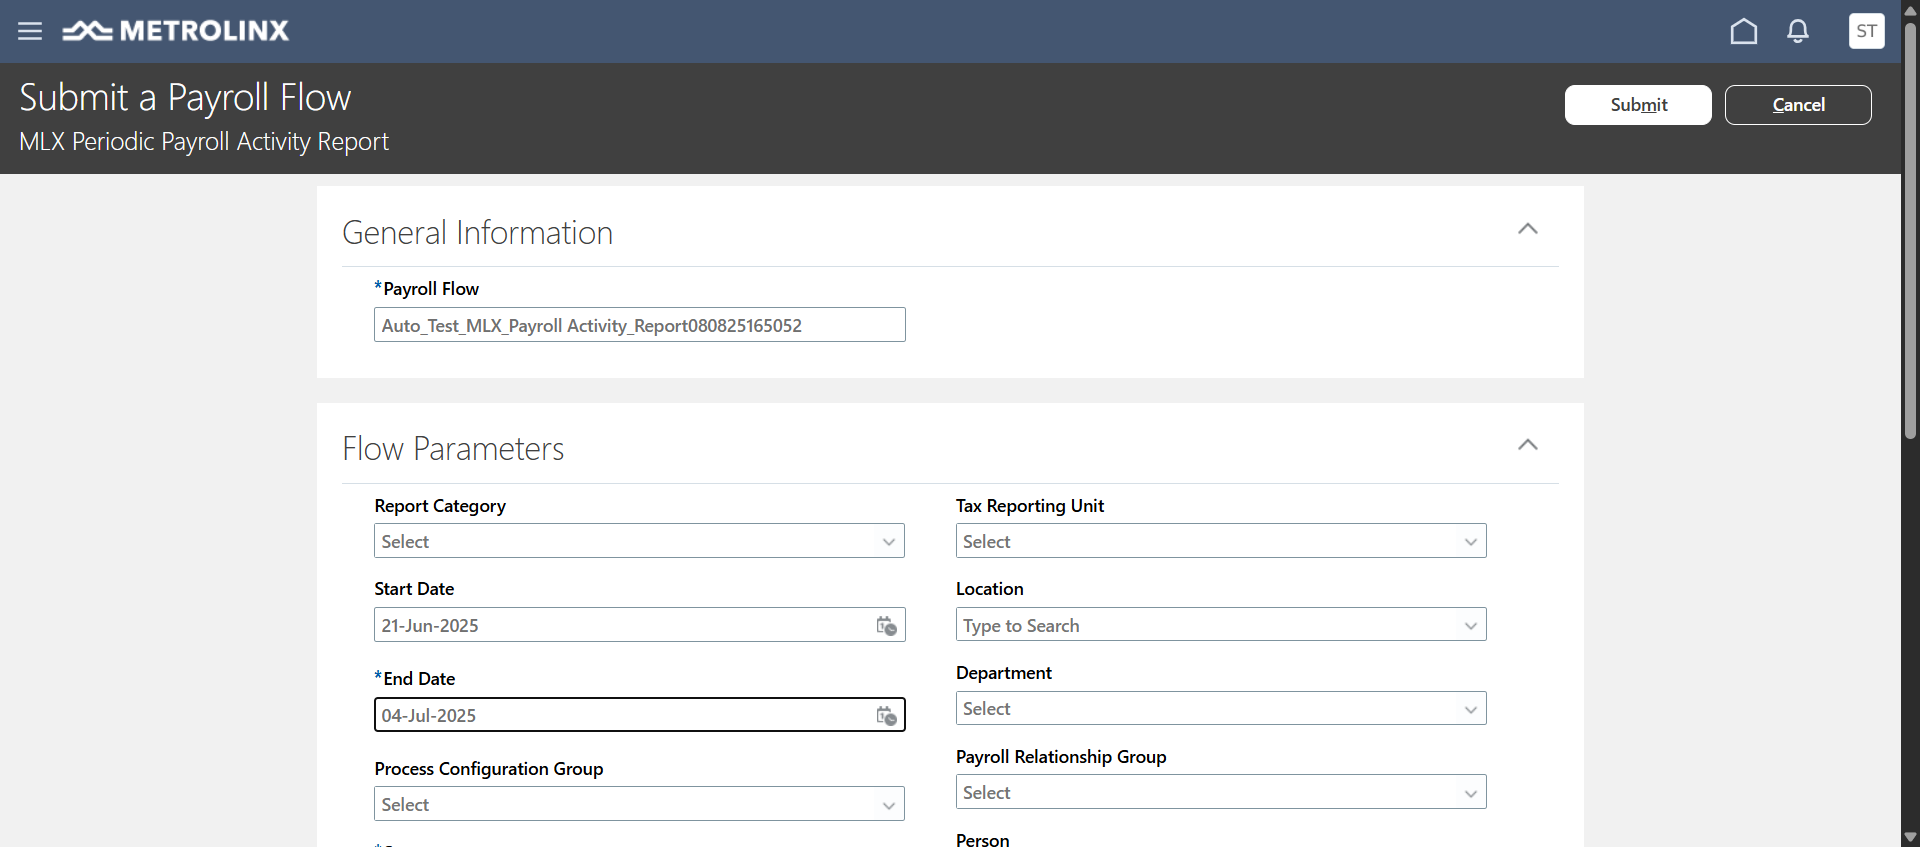 METROLINX
ST
Submit a Payroll Flow
MLX Periodic Payroll Activity Report
Submit
Cancel
General Information
*Payroll Flow
Auto_Test_MLX_Payroll Activity_Report080825165052
Flow Parameters
Report Category
Select
Start Date
21-Jun-2025
*End Date
04-Jul-2025
Process Configuration Group
Select
Tax Reporting Unit
Select
Location
Type to Search
Department
Select
Payroll Relationship Group
Select
Person